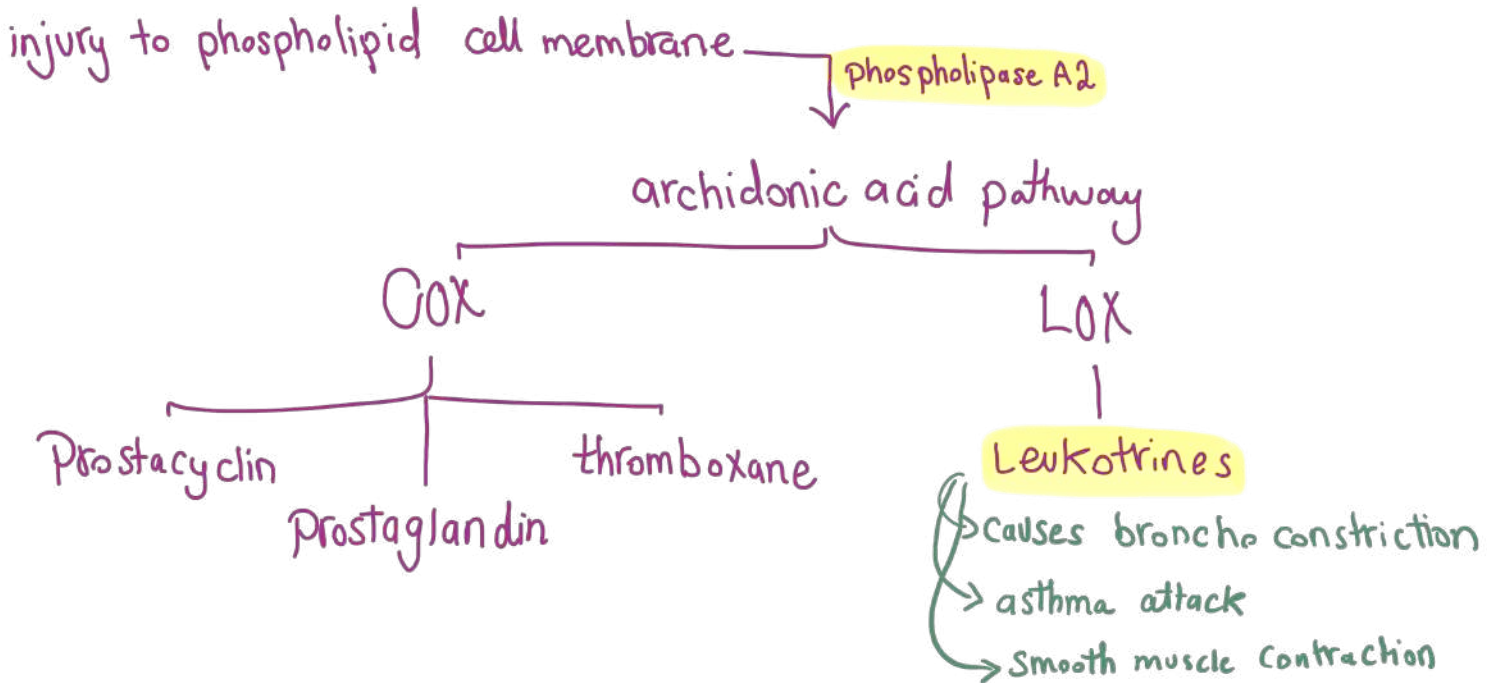 injury to phospholipid cell membrane
phospholipase A2
archidonic acid pathway
COX
LOX
Prostacyclin
thromboxane
prostaglandin
Leukotrines
causes broncho constriction
asthma attack
smooth muscle contraction